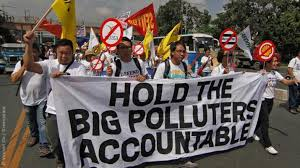 HOLD THE
BIG POLLUTERS
ACCOUNTABLE